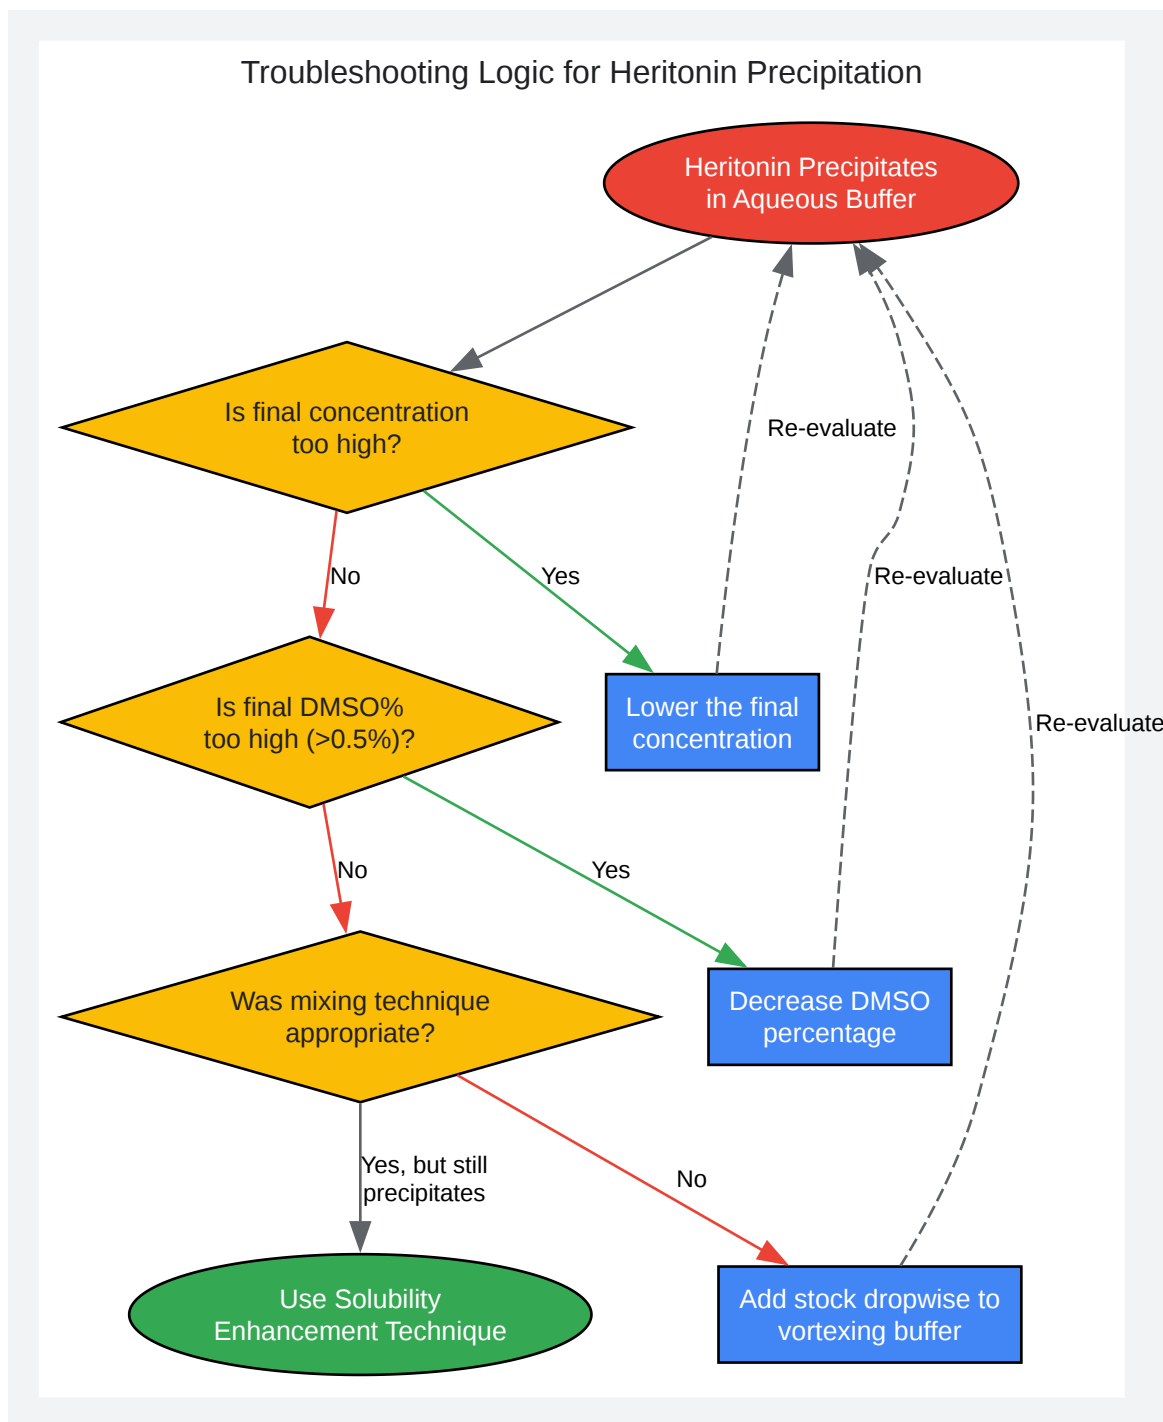 Troubleshooting Logic for Heritonin Precipitation
Heritonin Precipitates
in Aqueous Buffer
Is final concentration
too high?
Re-evaluate
No
Yes
Re-evaluate
Is final DMSO%
too high (>0.5%)?
Lower the final
concentration
Re-evaluate
No
Yes
Was mixing technique
appropriate?
Decrease DMSO
percentage
Yes, but still
precipitates
No
Use Solubility
Enhancement Technique
Add stock dropwise to
vortexing buffer